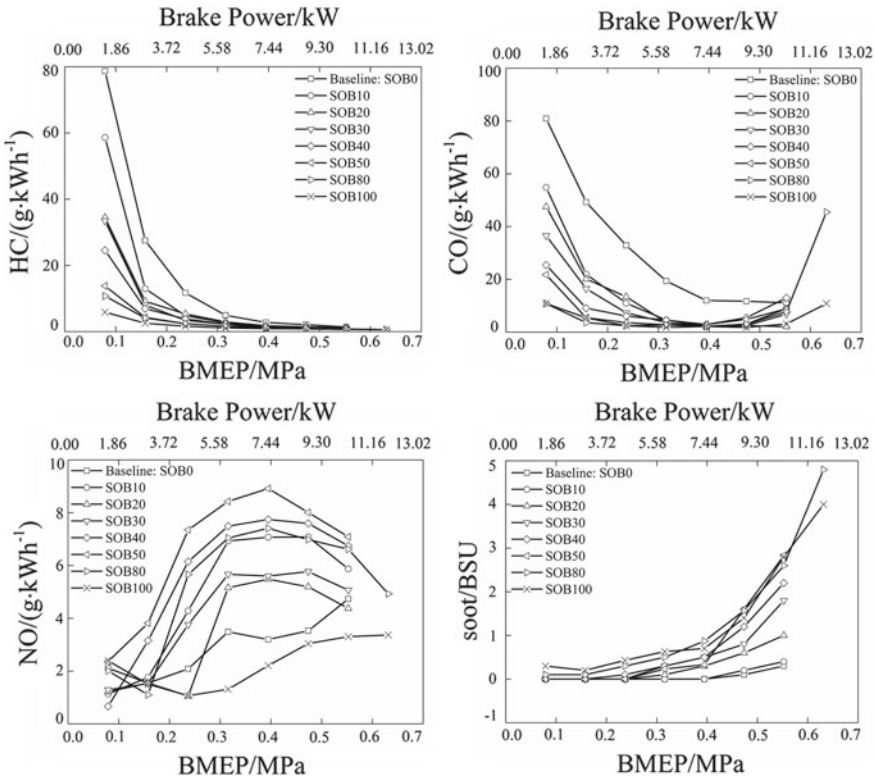 Brake Power/kW
0.00 1.86 3.72 5.58 7.44 9.30 11.16 13.02
80
60
40
20
0
HC/(g·kWh⁻¹)
Baseline: SOB0
SOB10
SOB20
SOB30
SOB40
SOB50
SOB80
SOB100
0.0 0.1 0.2 0.3 0.4 0.5 0.6 0.7
BMEP/MPa
Brake Power/kW
0.00 1.86 3.72 5.58 7.44 9.30 11.16 13.02
100
80
60
40
20
0
CO/(g·kWh⁻¹)
Baseline: SOB0
SOB10
SOB20
SOB30
SOB40
SOB50
SOB80
SOB100
0.0 0.1 0.2 0.3 0.4 0.5 0.6 0.7
BMEP/MPa
Brake Power/kW
0.00 1.86 3.72 5.58 7.44 9.30 11.16 13.02
10
8
6
4
2
0
NO/(g·kWh⁻¹)
Baseline: SOB0
SOB10
SOB20
SOB30
SOB40
SOB50
SOB80
SOB100
0.0 0.1 0.2 0.3 0.4 0.5 0.6 0.7
BMEP/MPa
Brake Power/kW
0.00 1.86 3.72 5.58 7.44 9.30 11.16 13.02
5
4
3
2
1
0
-1
soot/BSU
Baseline: SOB0
SOB10
SOB20
SOB30
SOB40
SOB50
SOB80
SOB100
0.0 0.1 0.2 0.3 0.4 0.5 0.6 0.7
BMEP/MPa